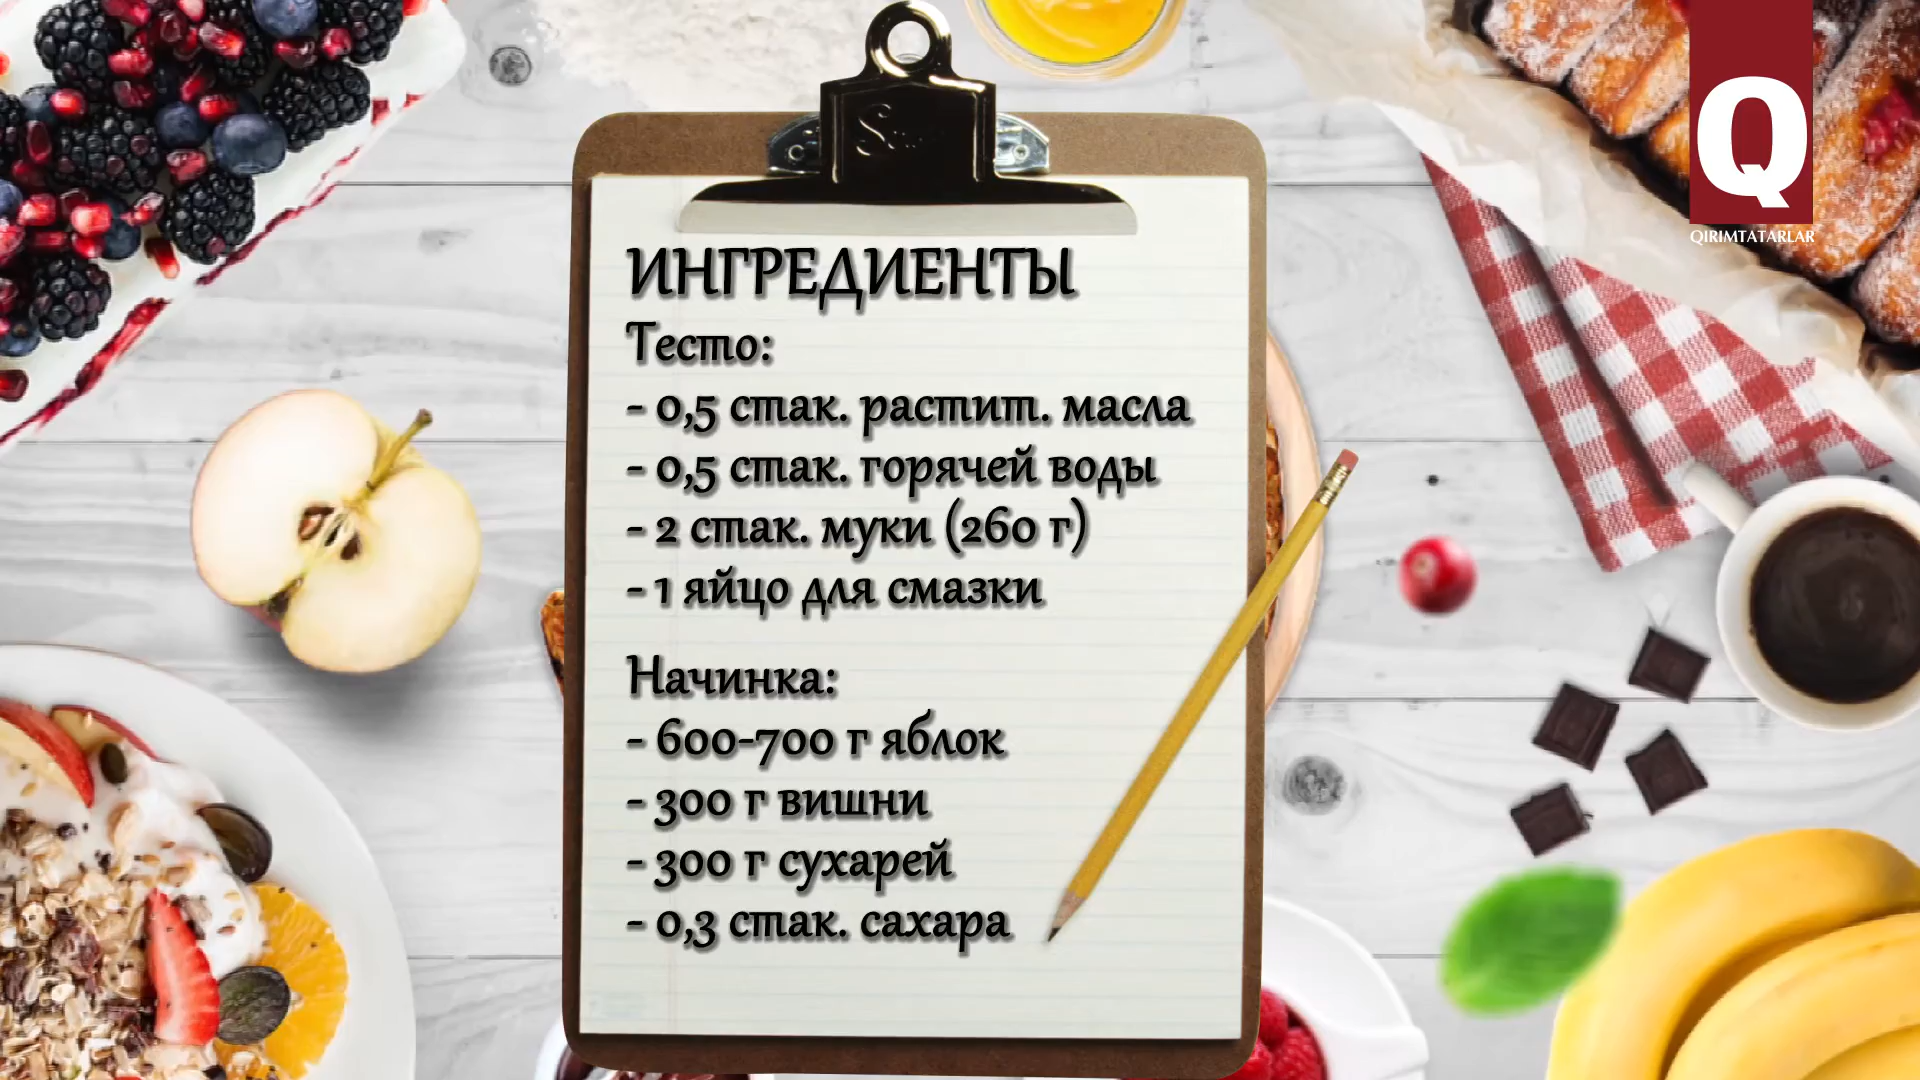 ИНГРЕДИЕНТЫ
Тесто:
- 0,5 стак. растит. масла
- 0,5 стак. горячей воды
- 2 стак. муки (260 г)
- 1 яйцо для смазки
Начинка:
- 600-700 г яблок
- 300 г вишни
- 300 г сухарей
- 0,3 стак. сахара
Q
QIRIMTATARLAR